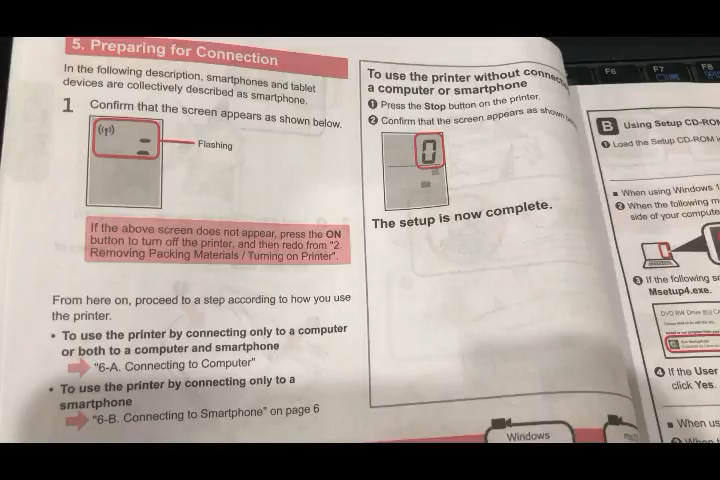 5. Preparing for Connection
In the following description, smartphones and tablet
devices are collectively described as smartphone.
1 Confirm that the screen appears as shown below.
Flashing
If the above screen does not appear, press the ON
button to turn off the printer, and then redo from "2.
Removing Packing Materials / Turning on Printer".
From here on, proceed to a step according to how you use
the printer.
• To use the printer by connecting only to a computer
or both to a computer and smartphone
"6-A. Connecting to Computer"
• To use the printer by connecting only to a
smartphone
"6-B. Connecting to Smartphone" on page 6
To use the printer without
a computer or smartphone
❶ Press the Stop button on the printer.
❷ Confirm that the screen appears as shown
0
The setup is now complete.
Windows
F6
F7
F8
B Using Setup CD-ROM
❶ Load the Setup CD-ROM
■ When using Windows 1
❷ When the following
side of your
❸ If the following
Msetup4.exe.
DVD RW Drive
❹ If the User
click Yes.
■ When